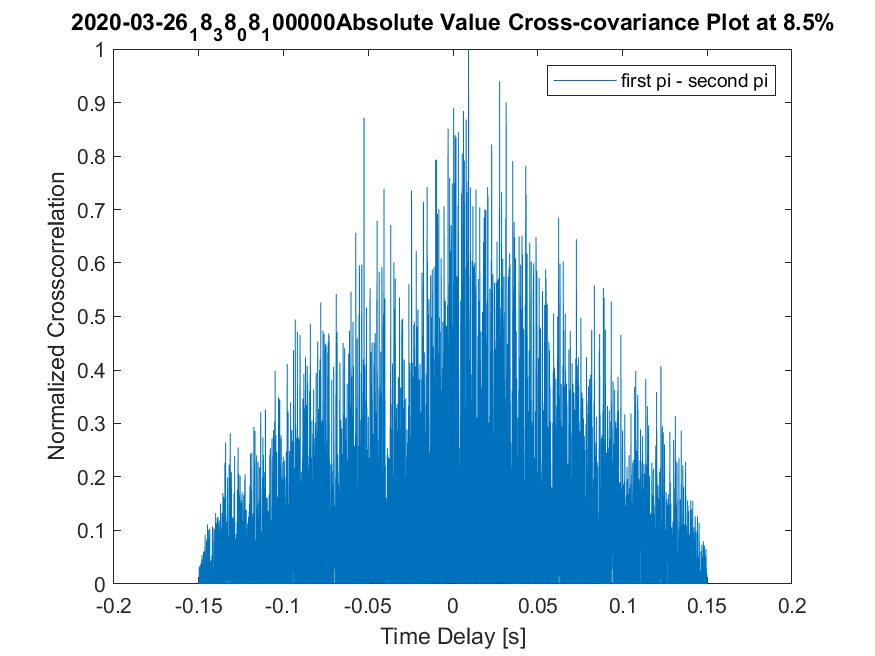 2020-03-26₁8₃8₀8₁00000Absolute Value Cross-covariance Plot at 8.5%
first pi - second pi
Normalized Crosscorrelation
1
0.9
0.8
0.7
0.6
0.5
0.4
0.3
0.2
0.1
0
-0.2 -0.15 -0.1 -0.05 0 0.05 0.1 0.15 0.2
Time Delay [s]